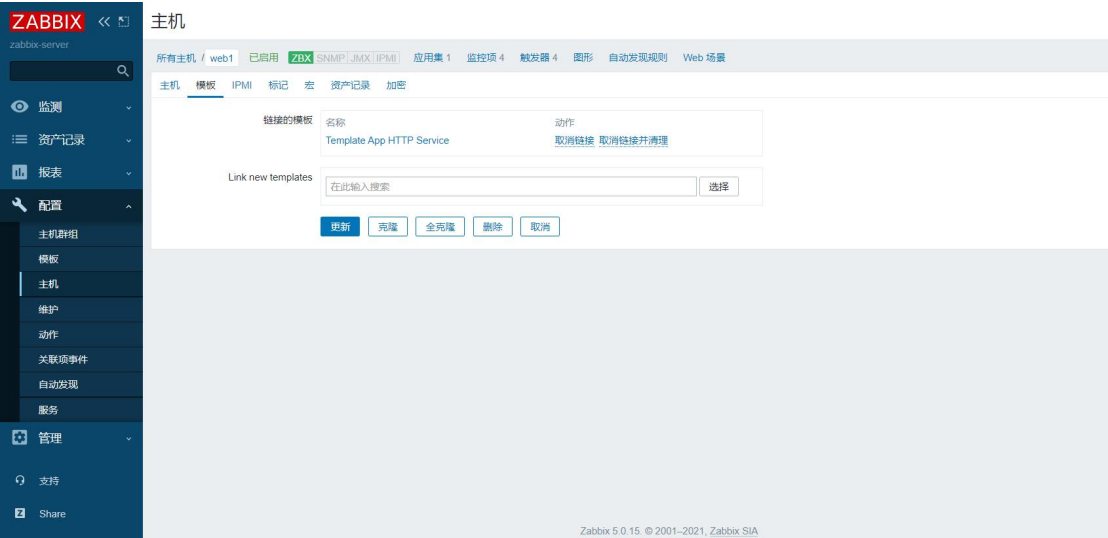 ZABBIX
zabbix-server
监测
资产记录
报表
配置
主机群组
模板
主机
维护
动作
关联项事件
自动发现
服务
管理
支持
Z Share
主机
所有主机 / web1 已启用 ZBX SNMP JMX IPMI 应用集 1 监控项 4 触发器 4 图形 自动发现规则 Web 场景
主机 模板 IPMI 标记 宏 资产记录 加密
链接的模板 名称 动作
Template App HTTP Service 取消链接 取消链接并清理
Link new templates 在此输入搜索 选择
更新 克隆 全克隆 删除 取消
Zabbix 5.0.15. © 2001–2021, Zabbix SIA